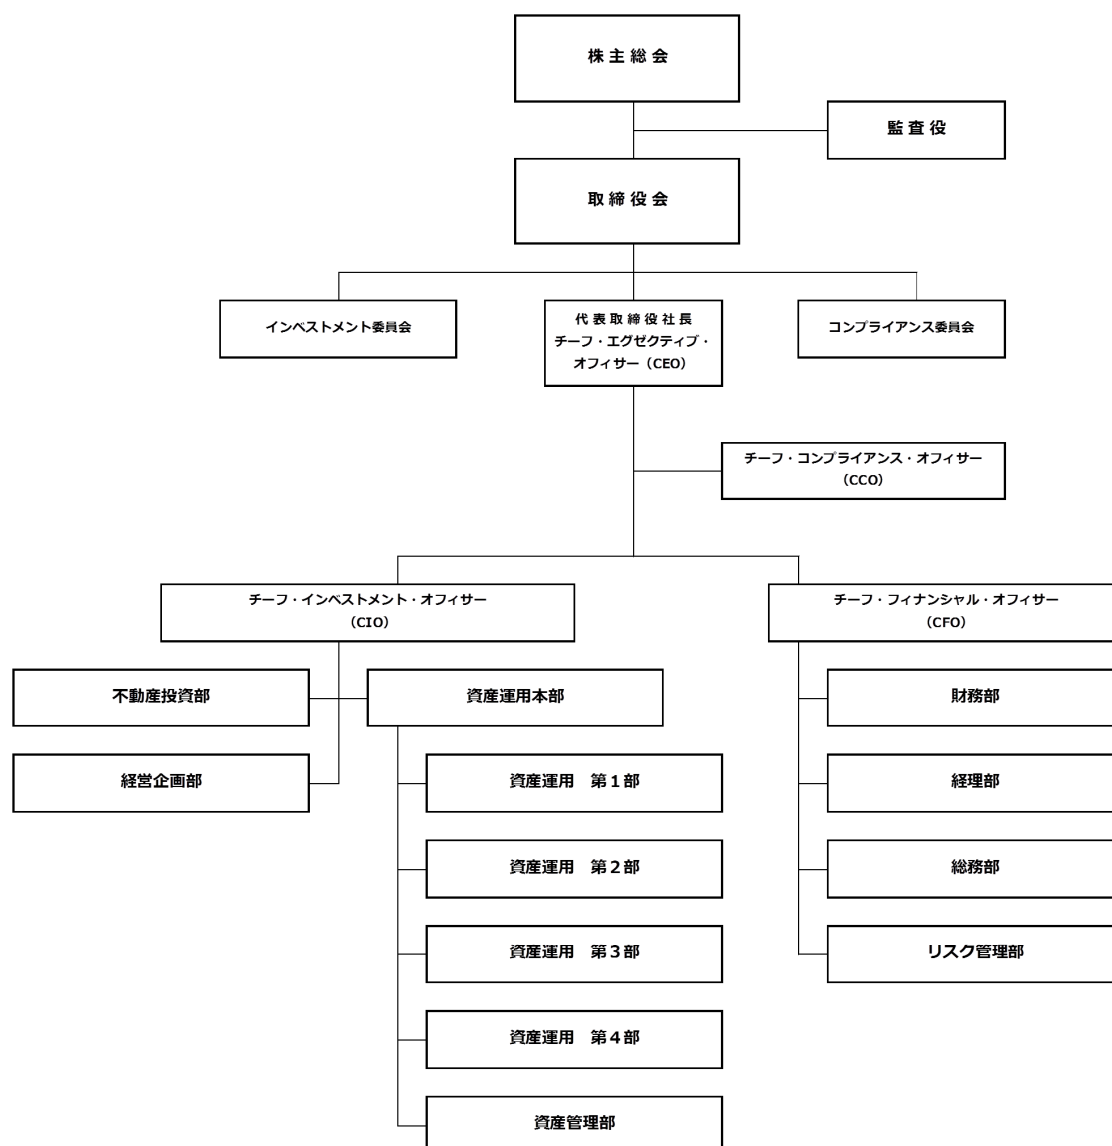 株 主 総 会
監 査 役
取 締 役 会
インベストメント委員会
代 表 取 締 役 社 長
チーフ・エグゼクティブ・
オフィサー（CEO）
コンプライアンス委員会
チーフ・コンプライアンス・オフィサー
（CCO）
チーフ・インベストメント・オフィサー
（CIO）
チーフ・フィナンシャル・オフィサー
（CFO）
不動産投資部
資産運用本部
財務部
経営企画部
資産運用　第１部
経理部
資産運用　第２部
総務部
資産運用　第３部
リスク管理部
資産運用　第４部
資産管理部